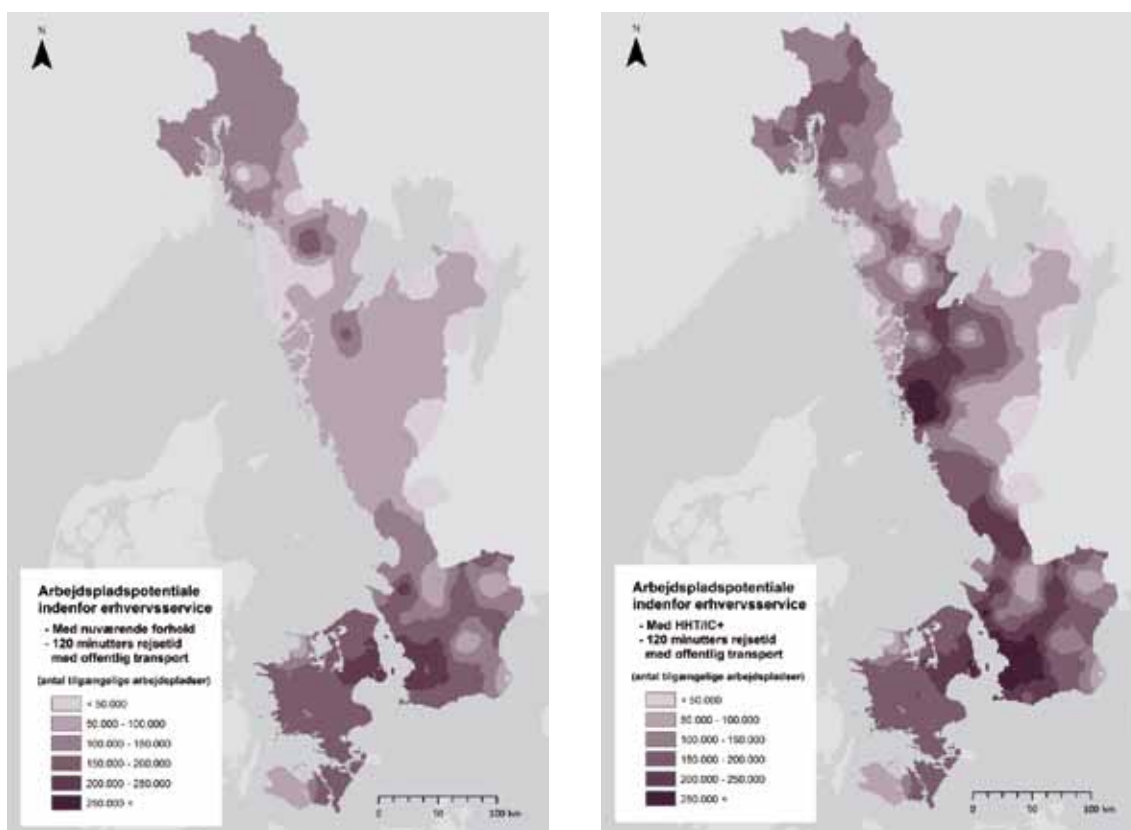 N
Arbejdspladspotentiale
indenfor erhvervsservice
- Med nuværende forhold
- 120 minutters rejsetid
med offentlig transport
(antal tilgængelige arbejdspladser)
< 50.000
50.000 - 100.000
100.000 - 150.000
150.000 - 200.000
200.000 - 250.000
250.000 <
0 50 100 km
N
Arbejdspladspotentiale
indenfor erhvervsservice
- Med HHT/IC+
- 120 minutters rejsetid
med offentlig transport
(antal tilgængelige arbejdspladser)
< 50.000
50.000 - 100.000
100.000 - 150.000
150.000 - 200.000
200.000 - 250.000
250.000 <
0 50 100 km